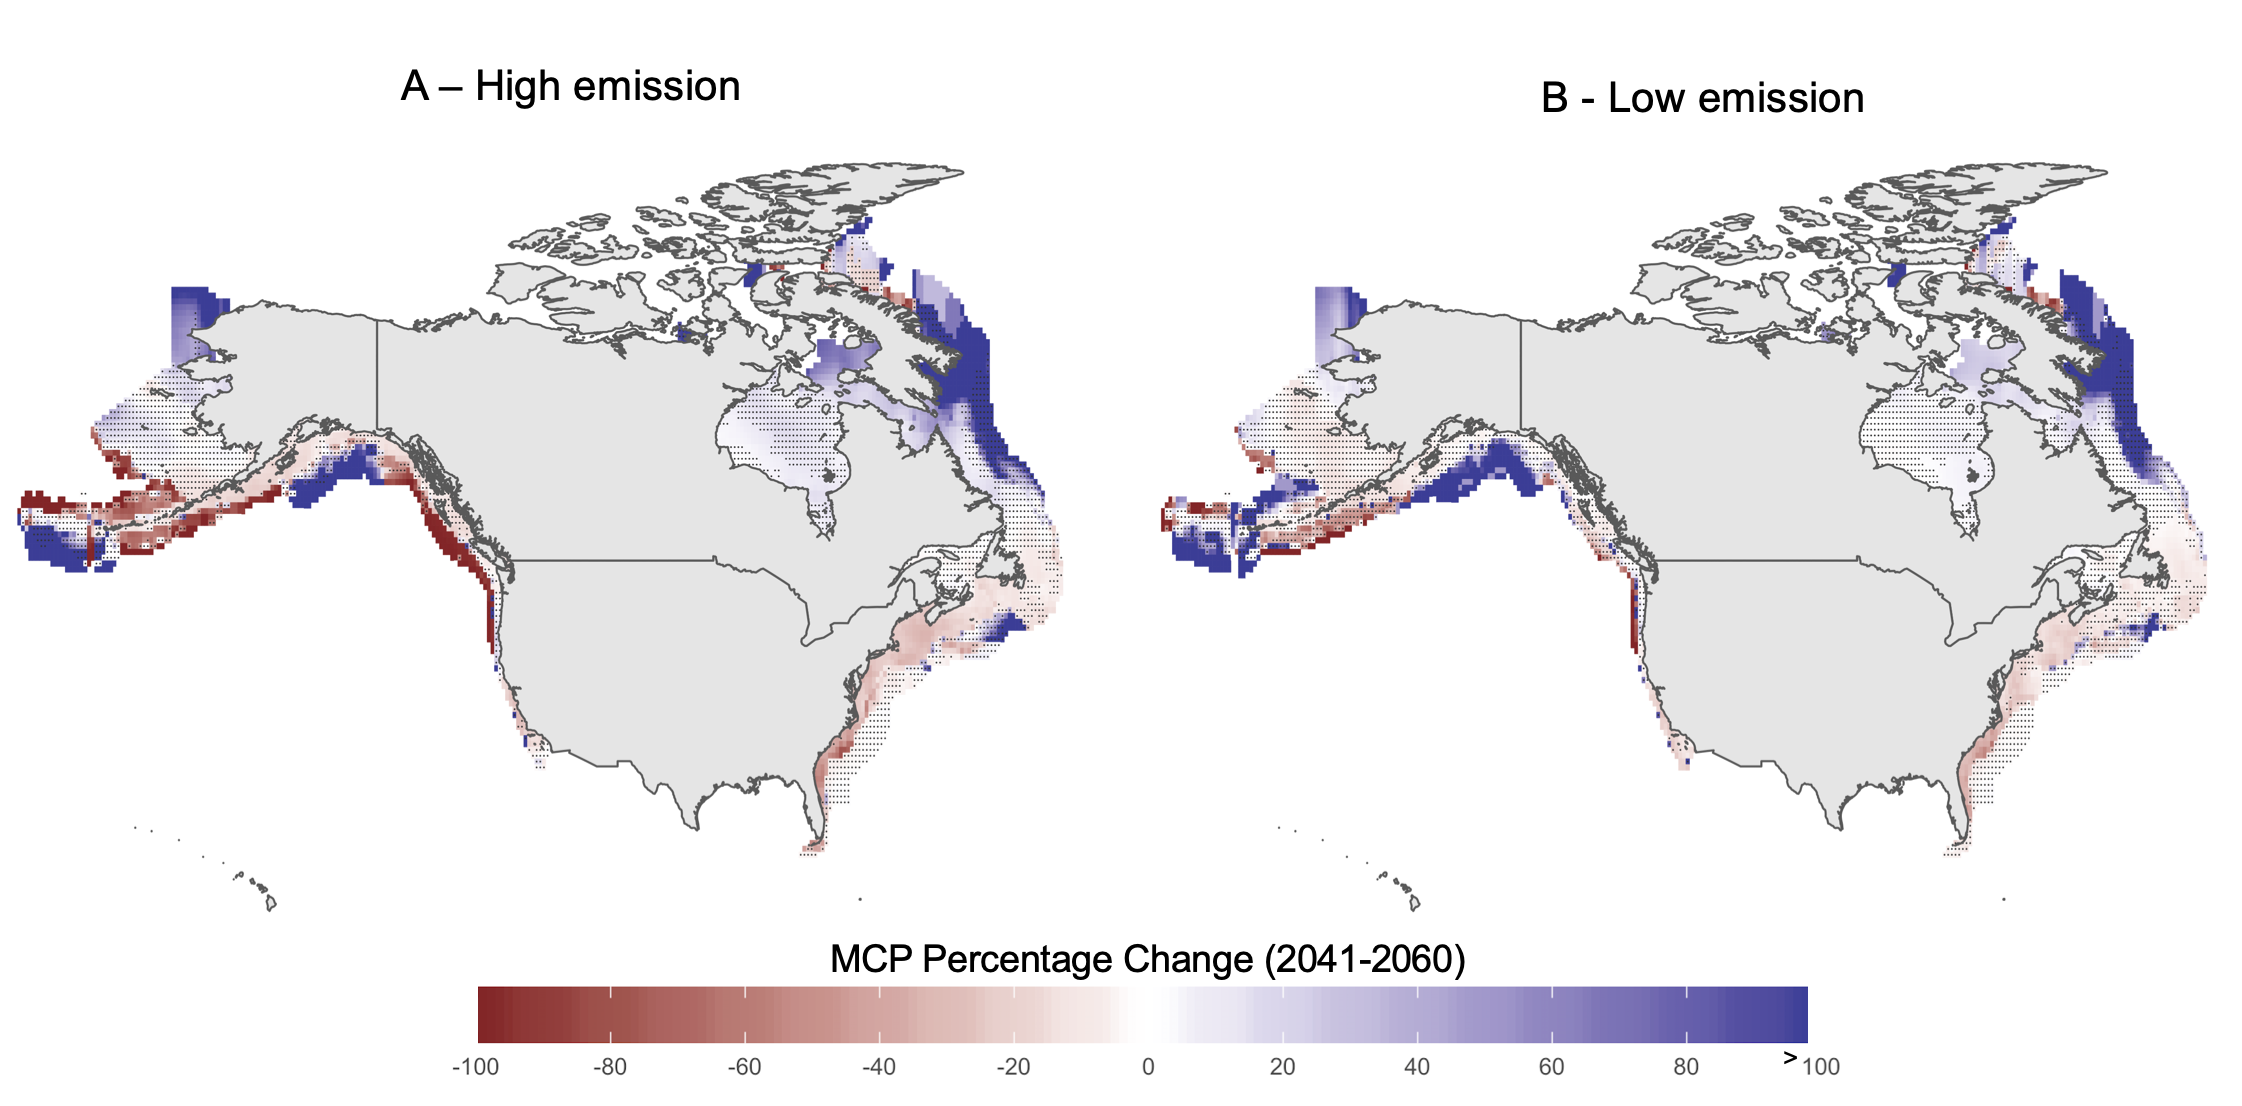 A – High emission
B - Low emission
MCP Percentage Change (2041-2060)
-100 -80 -60 -40 -20 0 20 40 60 80 > 100